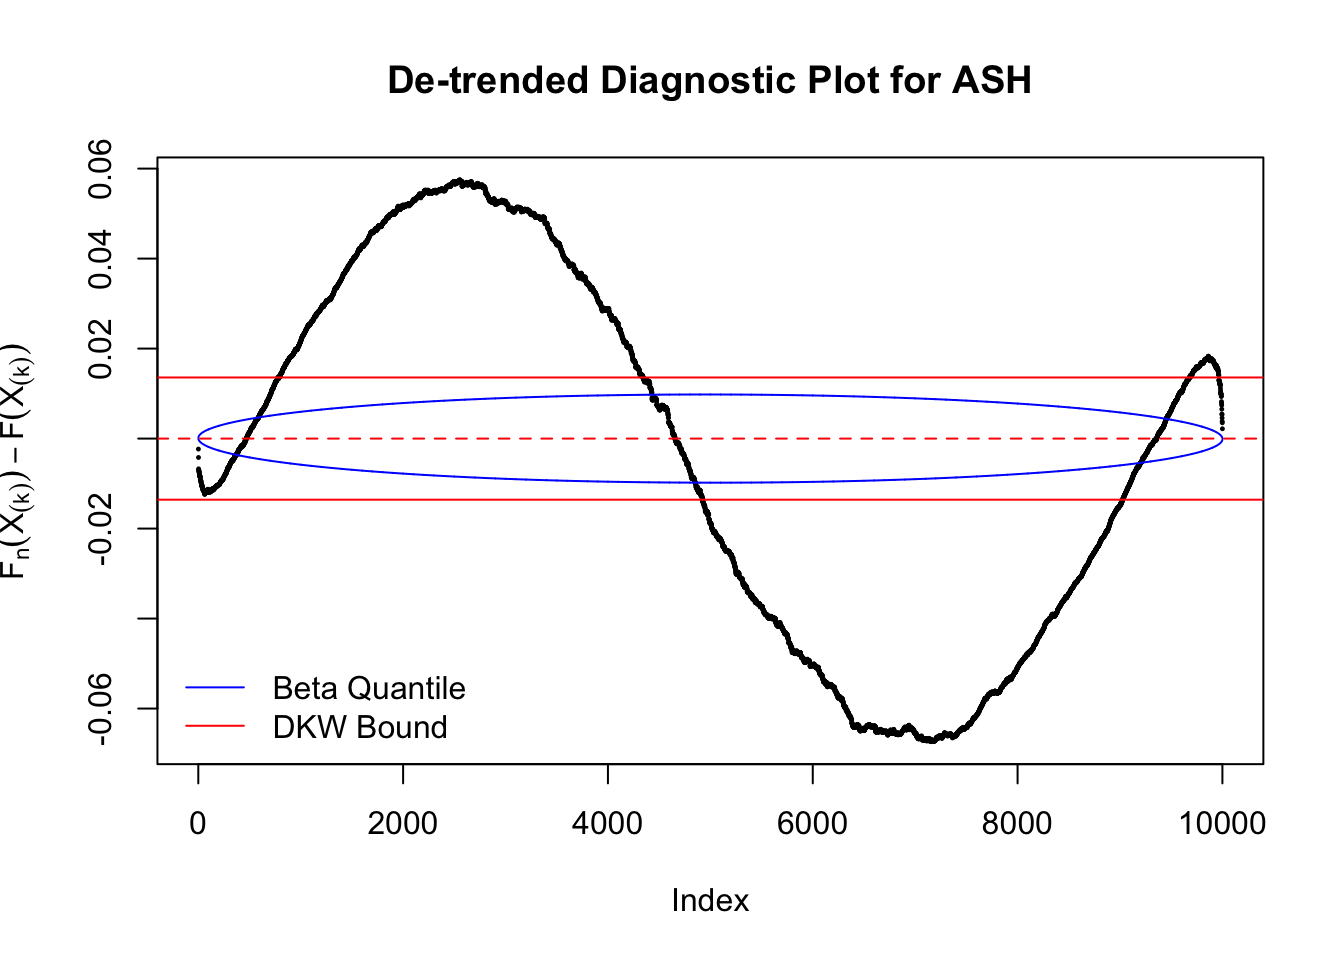 De-trended Diagnostic Plot for ASH
Fₙ(X₍ₖ₎) − F(X₍ₖ₎)
0.06
0.04
0.02
-0.02
-0.06
Beta Quantile
DKW Bound
0 2000 4000 6000 8000 10000
Index